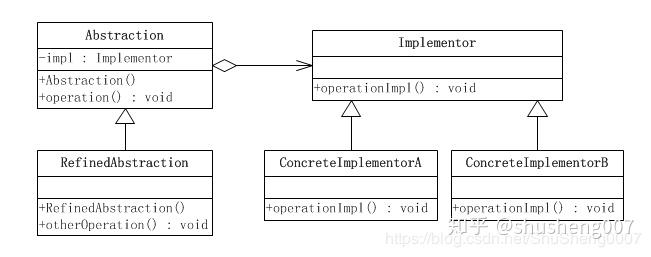 Abstraction
-impl : Implementor
+Abstraction()
+operation() : void
Implementor
+operationImpl() : void
RefinedAbstraction
+RefinedAbstraction()
+otherOperation() : void
ConcreteImplementorA
+operationImpl() : void
ConcreteImplementorB
+operationImpl() : void
知乎 @shusheng007
https://blog.csdn.net/ShuSheng0007